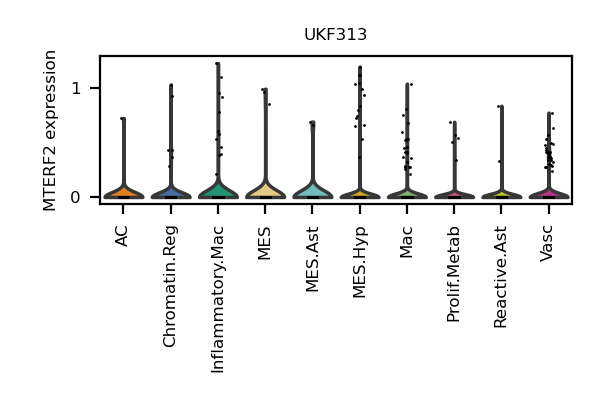 UKF313
MTERF2 expression
1
0
AC
Chromatin.Reg
Inflammatory.Mac
MES
MES.Ast
MES.Hyp
Mac
Prolif.Metab
Reactive.Ast
Vasc